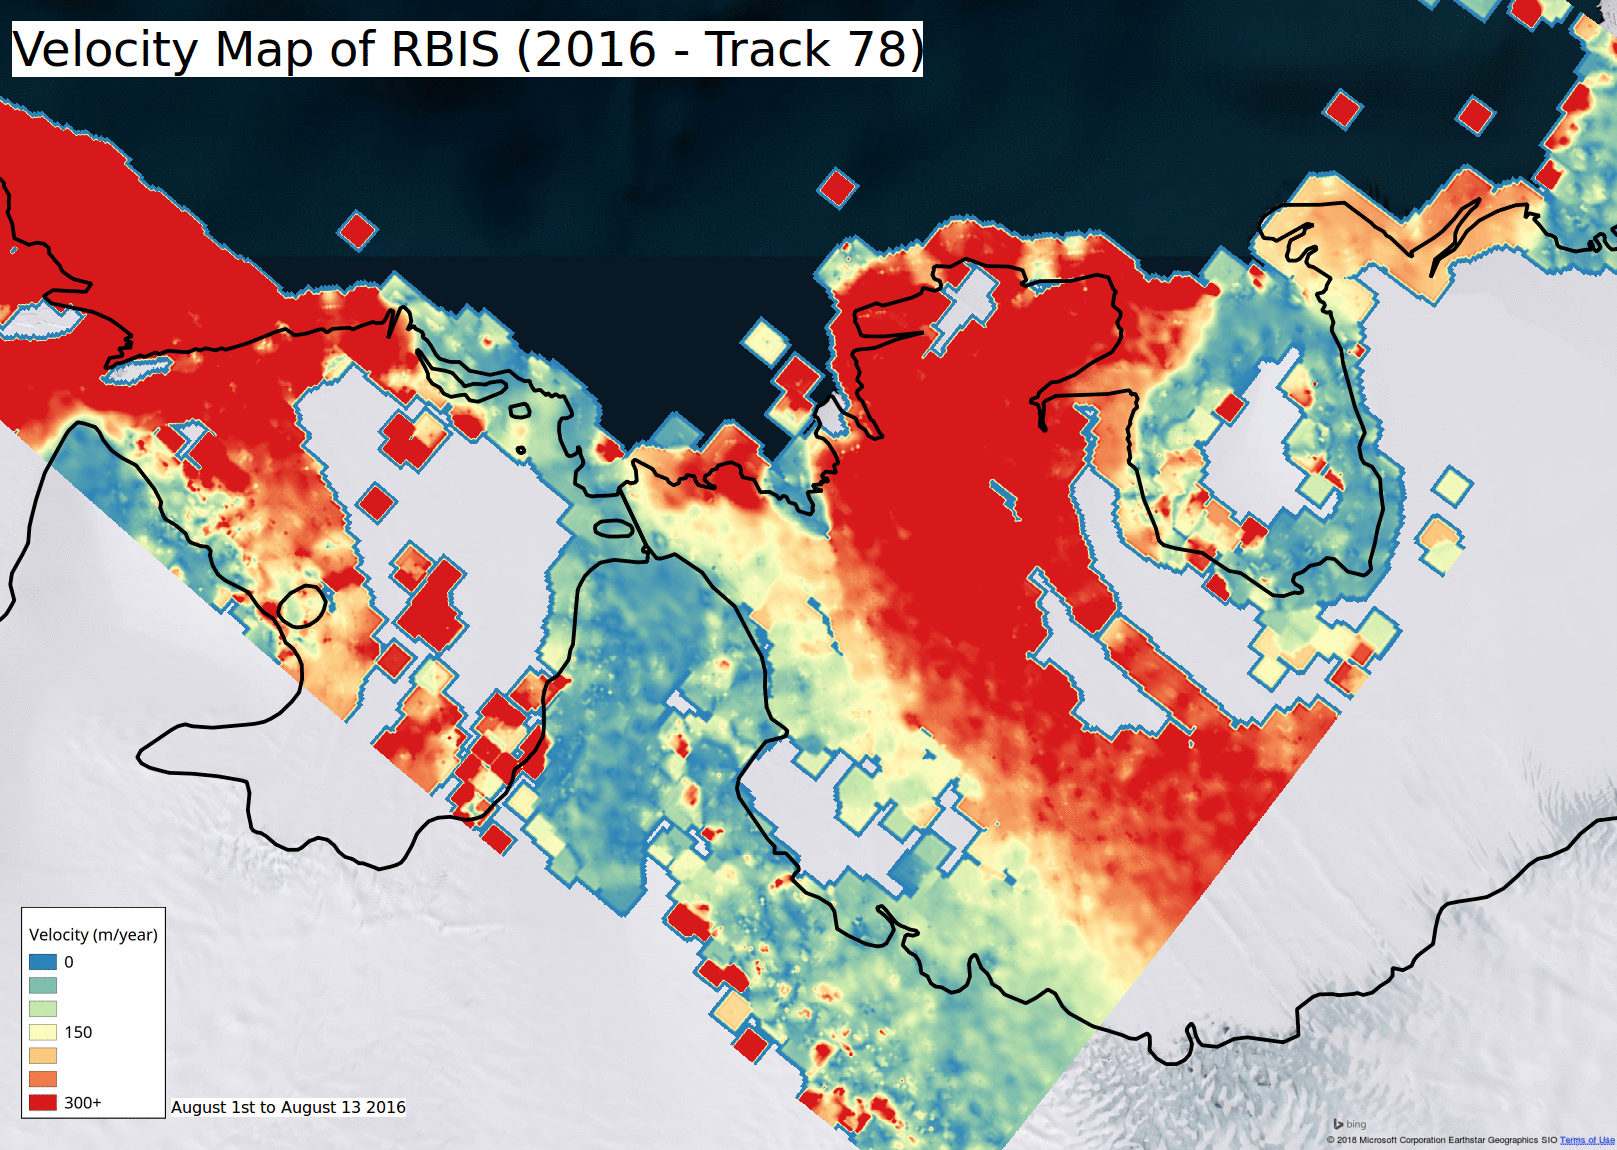 Velocity Map of RBIS (2016 - Track 78)
Velocity (m/year)
0
150
300+
August 1st to August 13 2016
bing
© 2018 Microsoft Corporation Earthstar Geographics SIO Terms of Use